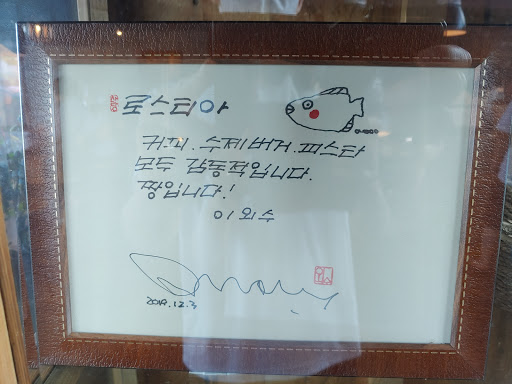 로스티아
커피. 수제버거. 파스타
모두 감동적입니다.
짱입니다!
이외수
2019.12.3